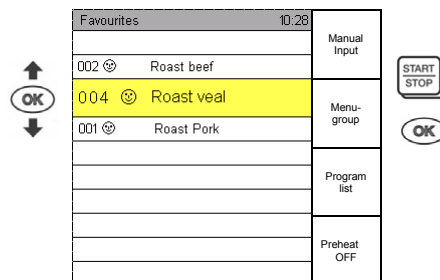 Favourites 10:28
Manual
Input
002 Roast beef
START
STOP
OK
004 Roast veal
Menu-
group
OK
001 Roast Pork
Program
list
Preheat
OFF